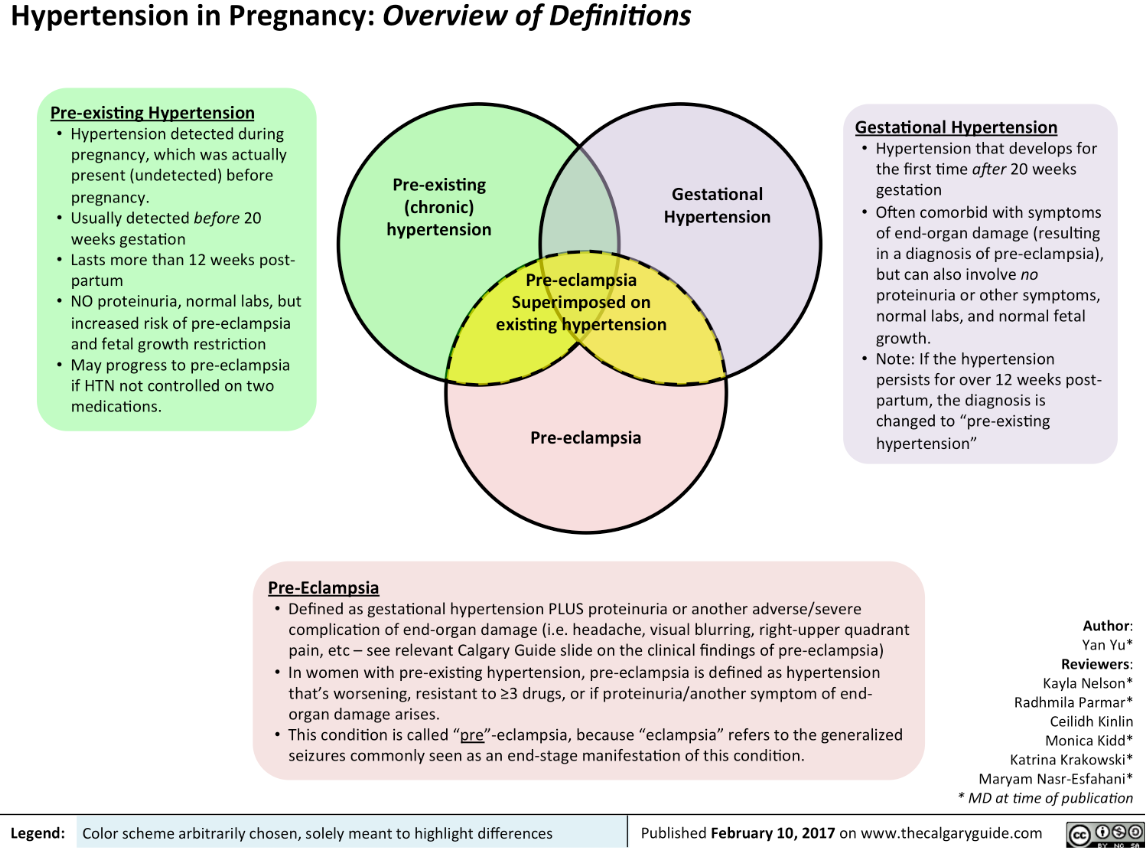 Hypertension in Pregnancy: Overview of Definitions
Pre-existing Hypertension
• Hypertension detected during
pregnancy, which was actually
present (undetected) before
pregnancy.
• Usually detected before 20
weeks gestation
• Lasts more than 12 weeks post-
partum
• NO proteinuria, normal labs, but
increased risk of pre-eclampsia
and fetal growth restriction
• May progress to pre-eclampsia
if HTN not controlled on two
medications.
Pre-existing
(chronic)
hypertension
Gestational
Hypertension
Pre-eclampsia
Superimposed on
existing hypertension
Pre-eclampsia
Gestational Hypertension
• Hypertension that develops for
the first time after 20 weeks
gestation
• Often comorbid with symptoms
of end-organ damage (resulting
in a diagnosis of pre-eclampsia),
but can also involve no
proteinuria or other symptoms,
normal labs, and normal fetal
growth.
• Note: If the hypertension
persists for over 12 weeks post-
partum, the diagnosis is
changed to “pre-existing
hypertension”
Pre-Eclampsia
• Defined as gestational hypertension PLUS proteinuria or another adverse/severe
complication of end-organ damage (i.e. headache, visual blurring, right-upper quadrant
pain, etc – see relevant Calgary Guide slide on the clinical findings of pre-eclampsia)
• In women with pre-existing hypertension, pre-eclampsia is defined as hypertension
that’s worsening, resistant to ≥3 drugs, or if proteinuria/another symptom of end-
organ damage arises.
• This condition is called “pre”-eclampsia, because “eclampsia” refers to the generalized
seizures commonly seen as an end-stage manifestation of this condition.
Author:
Yan Yu*
Reviewers:
Kayla Nelson*
Radhmila Parmar*
Ceilidh Kinlin
Monica Kidd*
Katrina Krakowski*
Maryam Nasr-Esfahani*
* MD at time of publication
Legend: Color scheme arbitrarily chosen, solely meant to highlight differences
Published February 10, 2017 on www.thecalgaryguide.com
cc BY NC SA